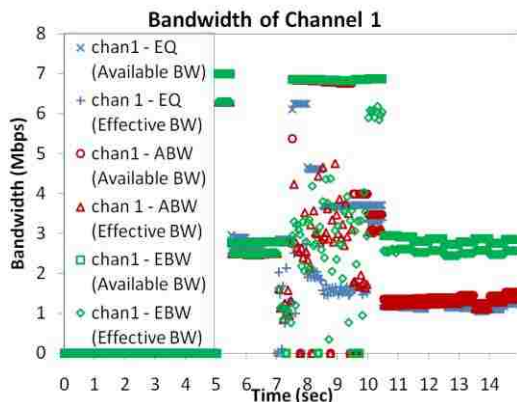 Bandwidth of Channel 1
8
7
6
5
4
3
2
1
0
Bandwidth (Mbps)
chan1 - EQ
(Available BW)
chan 1 - EQ
(Effective BW)
chan1 - ABW
(Available BW)
chan 1 - ABW
(Effective BW)
chan 1 - EBW
(Available BW)
chan1 - EBW
(Effective BW)
0 1 2 3 4 5 6 7 8 9 10 11 12 13 14
Time (sec)